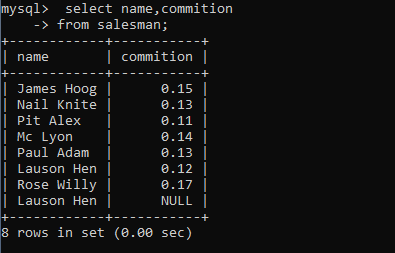 mysql>  select name,commition
    -> from salesman;
+------------+-----------+
| name       | commition |
+------------+-----------+
| James Hoog |      0.15 |
| Nail Knite |      0.13 |
| Pit Alex   |      0.11 |
| Mc Lyon    |      0.14 |
| Paul Adam  |      0.13 |
| Lauson Hen |      0.12 |
| Rose Willy |      0.17 |
| Lauson Hen |      NULL |
+------------+-----------+
8 rows in set (0.00 sec)